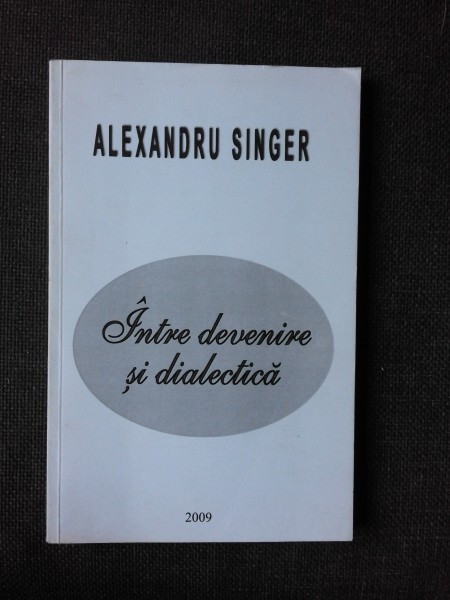 ALEXANDRU SINGER
Între devenire
și dialectică
2009